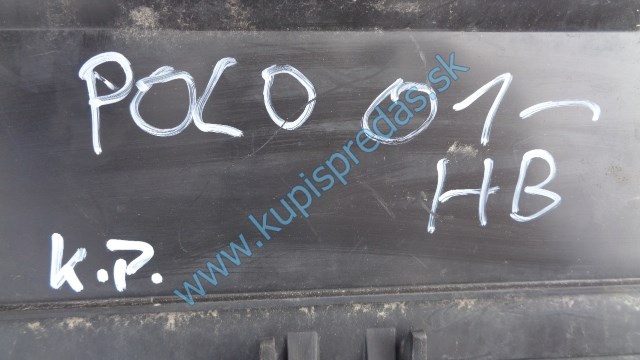 POLO 01-
HB
K.P.
www.kupispredas.sk